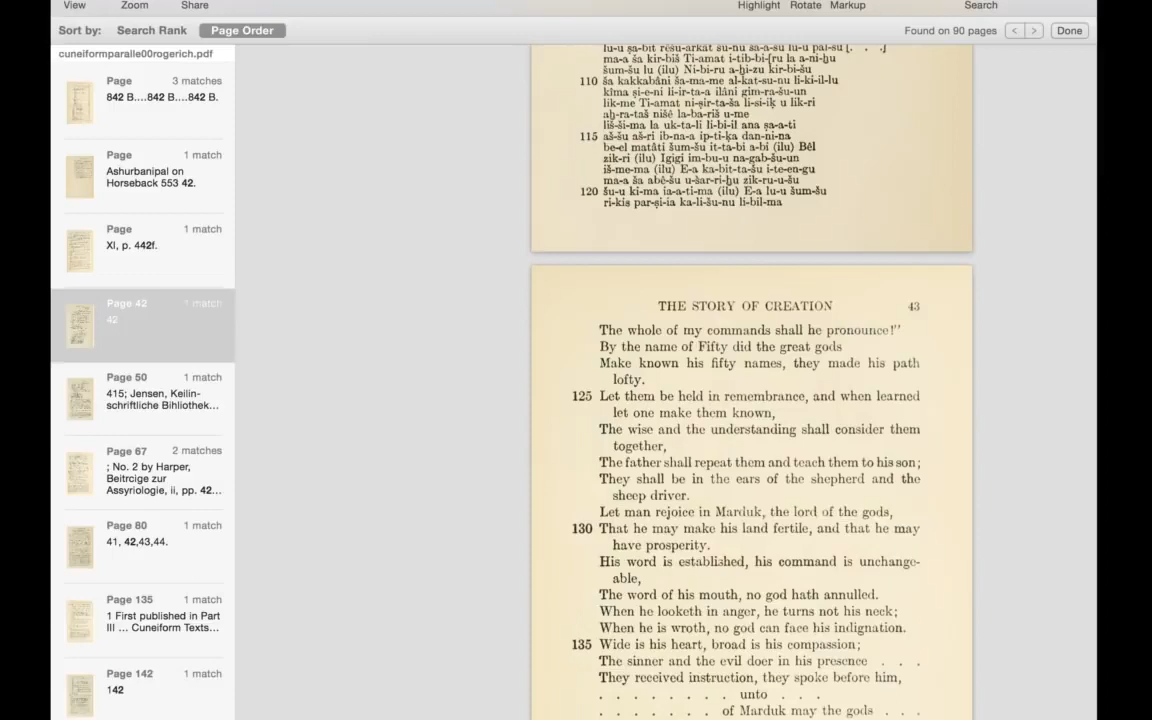 View Zoom Share Highlight Rotate Markup Search
Sort by: Search Rank Page Order Found on 90 pages < > Done
cuneiformparalle00rogerich.pdf
Page 3 matches
842 B....842 B....842 B.
Page 1 match
Ashurbanipal on
Horseback 553 42.
Page 1 match
XI, p. 442f.
Page 42 1 match
42
Page 50 1 match
415; Jensen, Keilin-
schriftliche Bibliothek...
Page 67 2 matches
; No. 2 by Harper,
Beitrcige zur
Assyriologie, ii, pp. 42...
Page 80 1 match
41, 42,43,44.
Page 135 1 match
1 First published in Part
III ... Cuneiform Texts...
Page 142 1 match
142
lu-u ṣa-bit rêšu-arkât šu-nu ša-a-šu lu-u pal-šu [. . .]
ma-a ša kir-biš Ti-amat i-tib-bi-[ru la a-ni-ḫu
šum-šu lu (ilu) Ni-bi-ru a-ḫi-zu kir-bi-šu
110 ša kakkabâni ša-ma-me al-kat-su-nu li-ki-il-lu
kîma ṣi-e-ni li-ir-ta-a ilâni gim-ra-šu-un
lik-me Ti-amat ni-ṣir-ta-ša li-si-iḳ u lik-ri
aḫ-ra-taš nišê la-ba-riš u-me
liš-ši-ma la uk-ta-li li-bi-il ana ṣa-a-ti
115 aš-šu aš-ri ib-na-a ip-ti-ḳa dan-ni-na
be-el matâti šum-šu it-ta-bi a-bi (ilu) Bêl
zik-ri (ilu) Igigi im-bu-u na-gab-šu-un
iš-me-ma (ilu) E-a ka-bit-ta-šu i-te-en-gu
ma-a ša abê-šu u-šar-ri-ḫu zik-ru-u-šu
120 šu-u ki-ma ia-a-ti-ma (ilu) E-a lu-u šum-šu
ri-kis par-ṣi-ia ka-li-šu-nu li-bil-ma
THE STORY OF CREATION 43
The whole of my commands shall he pronounce!"
By the name of Fifty did the great gods
Make known his fifty names, they made his path
lofty.
125 Let them be held in remembrance, and when learned
let one make them known,
The wise and the understanding shall consider them
together,
The father shall repeat them and teach them to his son;
They shall be in the ears of the shepherd and the
sheep driver.
Let man rejoice in Marduk, the lord of the gods,
130 That he may make his land fertile, and that he may
have prosperity.
His word is established, his command is unchange-
able,
The word of his mouth, no god hath annulled.
When he looketh in anger, he turns not his neck;
When he is wroth, no god can face his indignation.
135 Wide is his heart, broad is his compassion;
The sinner and the evil doer in his presence . . .
They received instruction, they spoke before him,
. . . . . . . . unto . . .
. . . . . . . of Marduk may the gods . . .